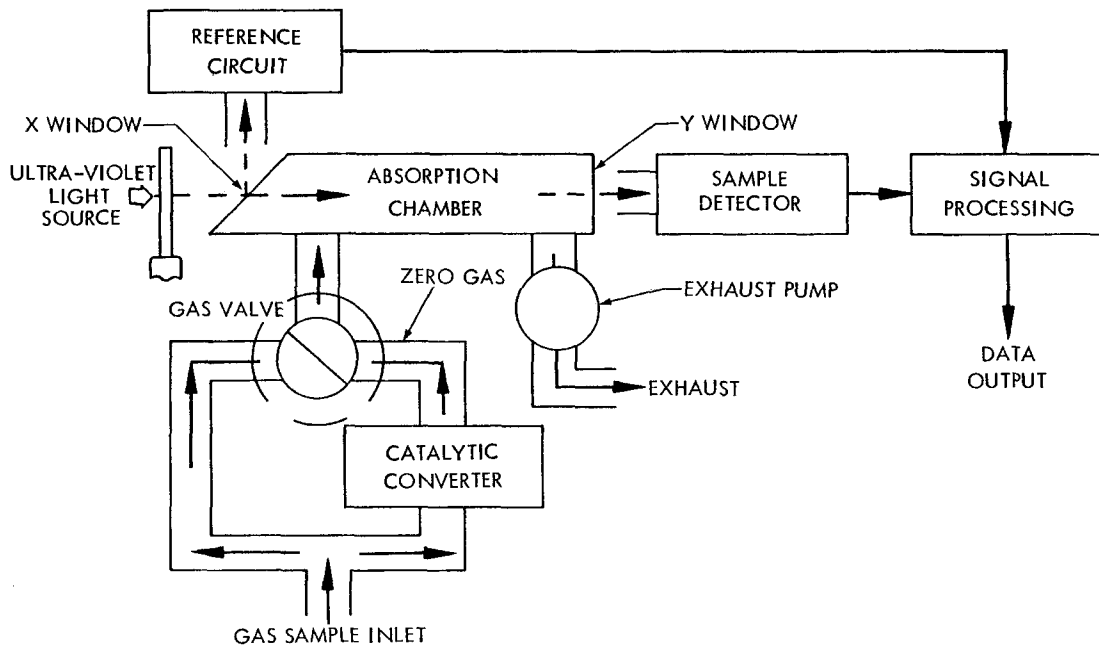 REFERENCE
CIRCUIT
X WINDOW
Y WINDOW
ULTRA-VIOLET
LIGHT
SOURCE
ABSORPTION
CHAMBER
SAMPLE
DETECTOR
SIGNAL
PROCESSING
ZERO GAS
GAS VALVE
EXHAUST PUMP
DATA
OUTPUT
EXHAUST
CATALYTIC
CONVERTER
GAS SAMPLE INLET